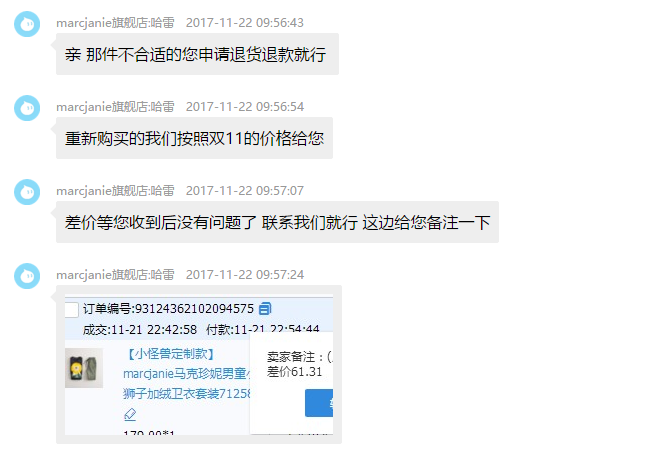 marcjanie旗舰店:哈雷 2017-11-22 09:56:43
亲 那件不合适的您申请退货退款就行
marcjanie旗舰店:哈雷 2017-11-22 09:56:54
重新购买的我们按照双11的价格给您
marcjanie旗舰店:哈雷 2017-11-22 09:57:07
差价等您收到后没有问题了 联系我们就行 这边给您备注一下
marcjanie旗舰店:哈雷 2017-11-22 09:57:24
订单编号:93124362102094575
成交:11-21 22:42:58 付款:11-21 22:54:44
【小怪兽定制款】
marcjanie马克珍妮男童
狮子加绒卫衣套装7125
卖家备注：(
差价61.31
179.00*1